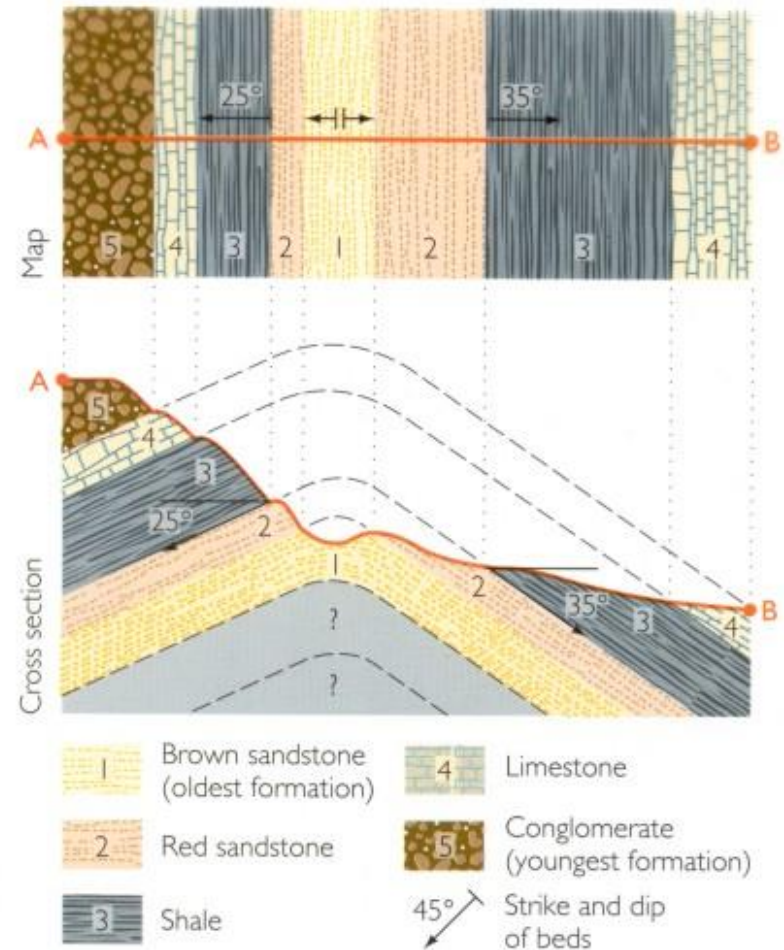 25°
35°
A
B
5
4
3
2
1
2
3
4
Map
A
5
4
3
25°
2
1
2
35°
3
4
B
?
?
Cross section
1 Brown sandstone
(oldest formation)
2 Red sandstone
3 Shale
4 Limestone
5 Conglomerate
(youngest formation)
45° Strike and dip
of beds